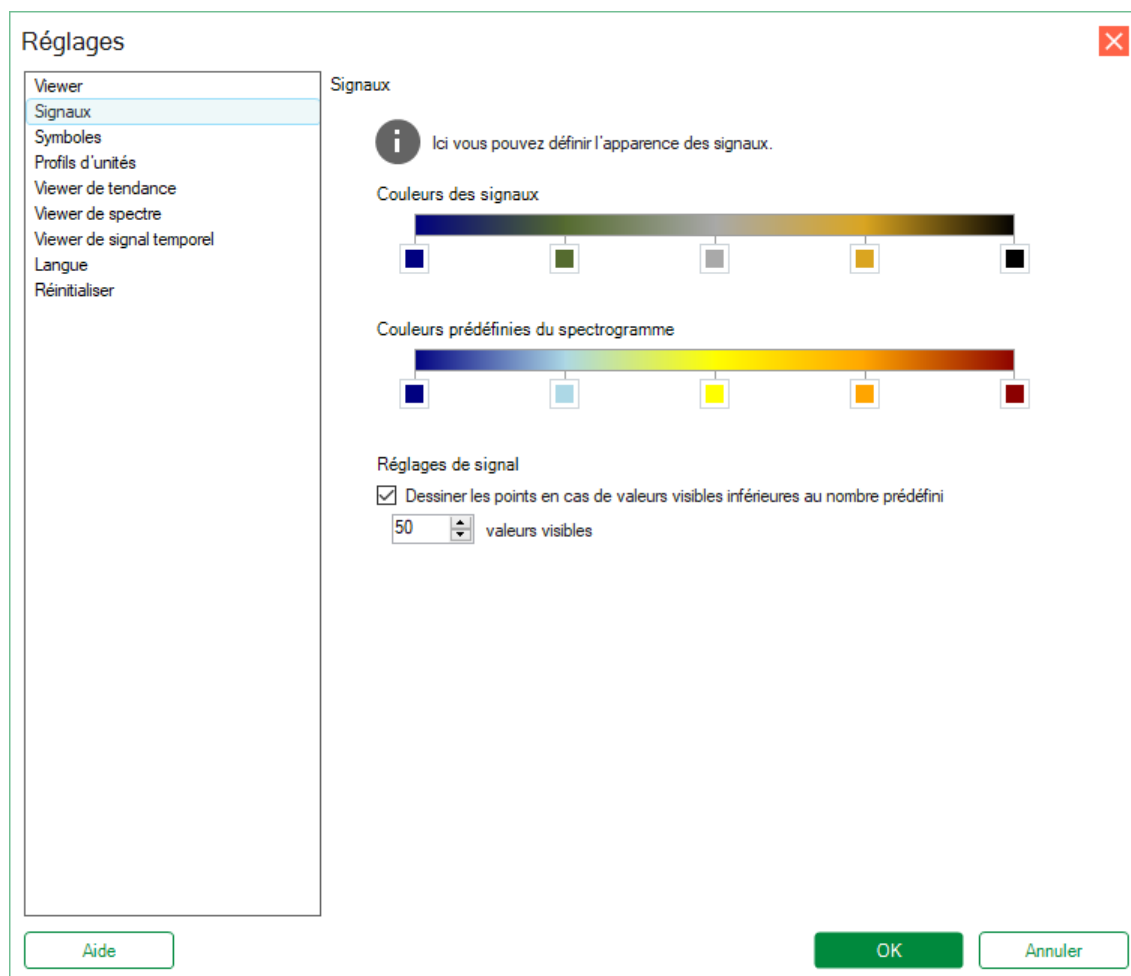 Réglages
Viewer
Signaux
Symboles
Profils d'unités
Viewer de tendance
Viewer de spectre
Viewer de signal temporel
Langue
Réinitialiser
Signaux
Ici vous pouvez définir l'apparence des signaux.
Couleurs des signaux
Couleurs prédéfinies du spectrogramme
Réglages de signal
Dessiner les points en cas de valeurs visibles inférieures au nombre prédéfini
50 valeurs visibles
Aide
OK
Annuler